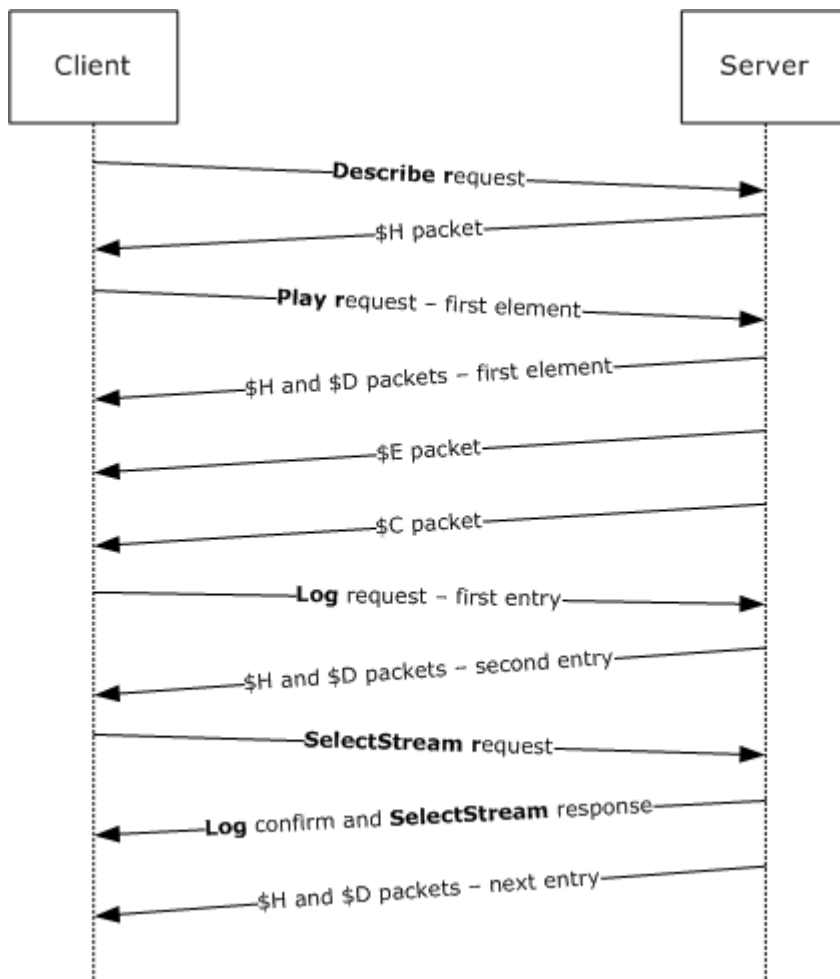 Client
Server
Describe request
$H packet
Play request – first element
$H and $D packets – first element
$E packet
$C packet
Log request – first entry
$H and $D packets – second entry
SelectStream request
Log confirm and SelectStream response
$H and $D packets – next entry